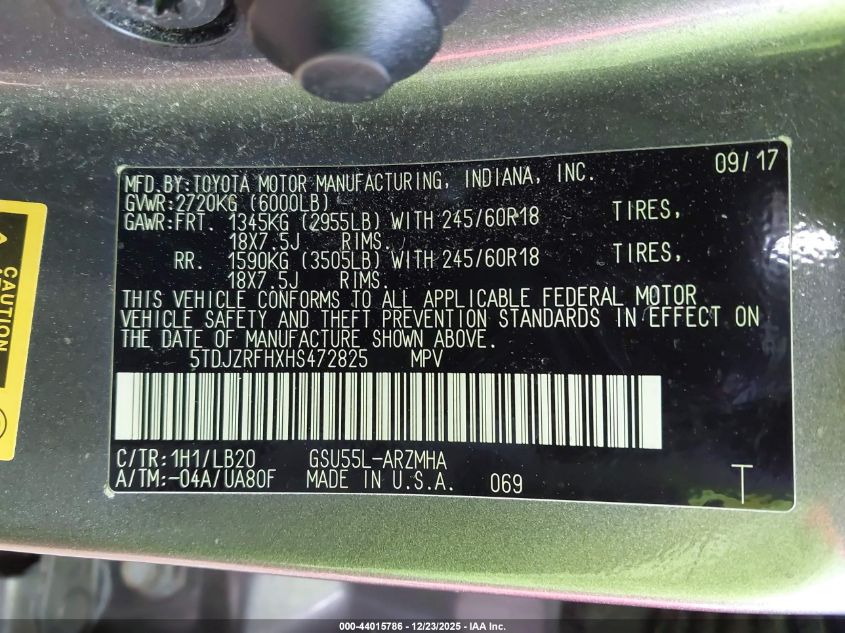 09/17
MFD.BY:TOYOTA MOTOR MANUFACTURING, INDIANA, INC.
GVWR:2720KG (6000LB)
GAWR:FRT. 1345KG (2955LB) WITH 245/60R18 TIRES,
18X7.5J RIMS.
RR. 1590KG (3505LB) WITH 245/60R18 TIRES,
18X7.5J RIMS.
THIS VEHICLE CONFORMS TO ALL APPLICABLE FEDERAL MOTOR
VEHICLE SAFETY AND THEFT PREVENTION STANDARDS IN EFFECT ON
THE DATE OF MANUFACTURE SHOWN ABOVE.
5TDJZRFHXHS472825 MPV
C/TR:1H1/LB20 GSU55L-ARZMHA
A/TM:-04A/UA80F MADE IN U.S.A. 069 T
CAUTION
000-44015786 - 12/23/2025 - IAA Inc.